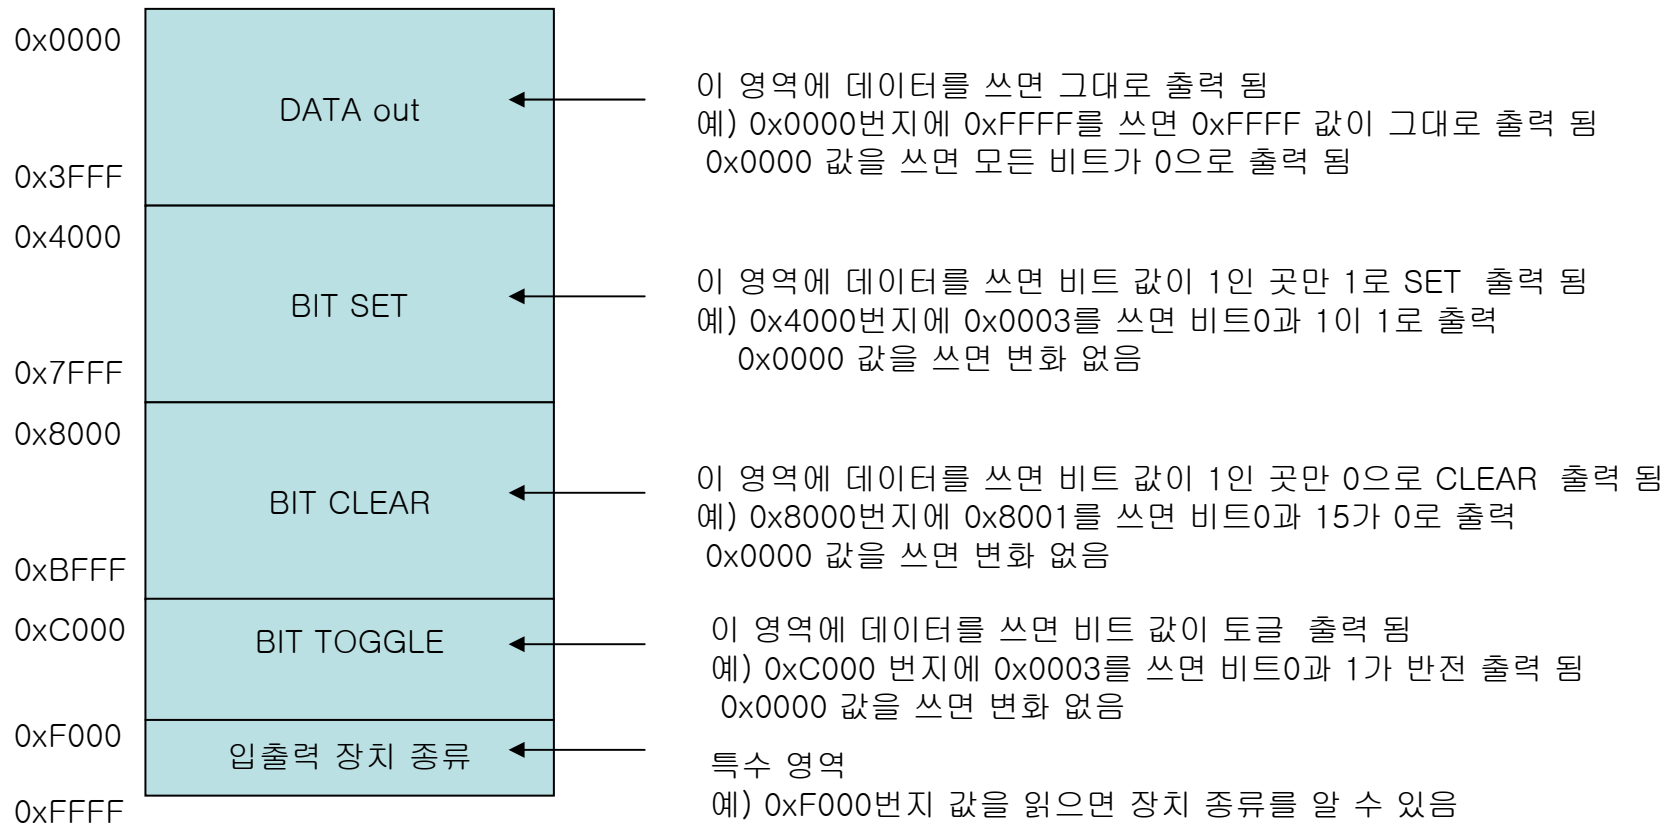 0x0000
DATA out
0x3FFF
이 영역에 데이터를 쓰면 그대로 출력 됨
예) 0x0000번지에 0xFFFF를 쓰면 0xFFFF 값이 그대로 출력 됨
0x0000 값을 쓰면 모든 비트가 0으로 출력 됨
0x4000
BIT SET
0x7FFF
이 영역에 데이터를 쓰면 비트 값이 1인 곳만 1로 SET 출력 됨
예) 0x4000번지에 0x0003를 쓰면 비트0과 1이 1로 출력
0x0000 값을 쓰면 변화 없음
0x8000
BIT CLEAR
0xBFFF
이 영역에 데이터를 쓰면 비트 값이 1인 곳만 0으로 CLEAR 출력 됨
예) 0x8000번지에 0x8001를 쓰면 비트0과 15가 0로 출력
0x0000 값을 쓰면 변화 없음
0xC000
BIT TOGGLE
이 영역에 데이터를 쓰면 비트 값이 토글 출력 됨
예) 0xC000 번지에 0x0003를 쓰면 비트0과 1가 반전 출력 됨
0x0000 값을 쓰면 변화 없음
0xF000
입출력 장치 종류
0xFFFF
특수 영역
예) 0xF000번지 값을 읽으면 장치 종류를 알 수 있음